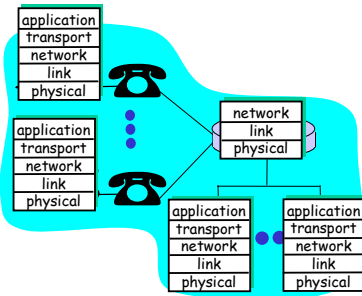 application
transport
network
link
physical
application
transport
network
link
physical
network
link
physical
application
transport
network
link
physical
application
transport
network
link
physical